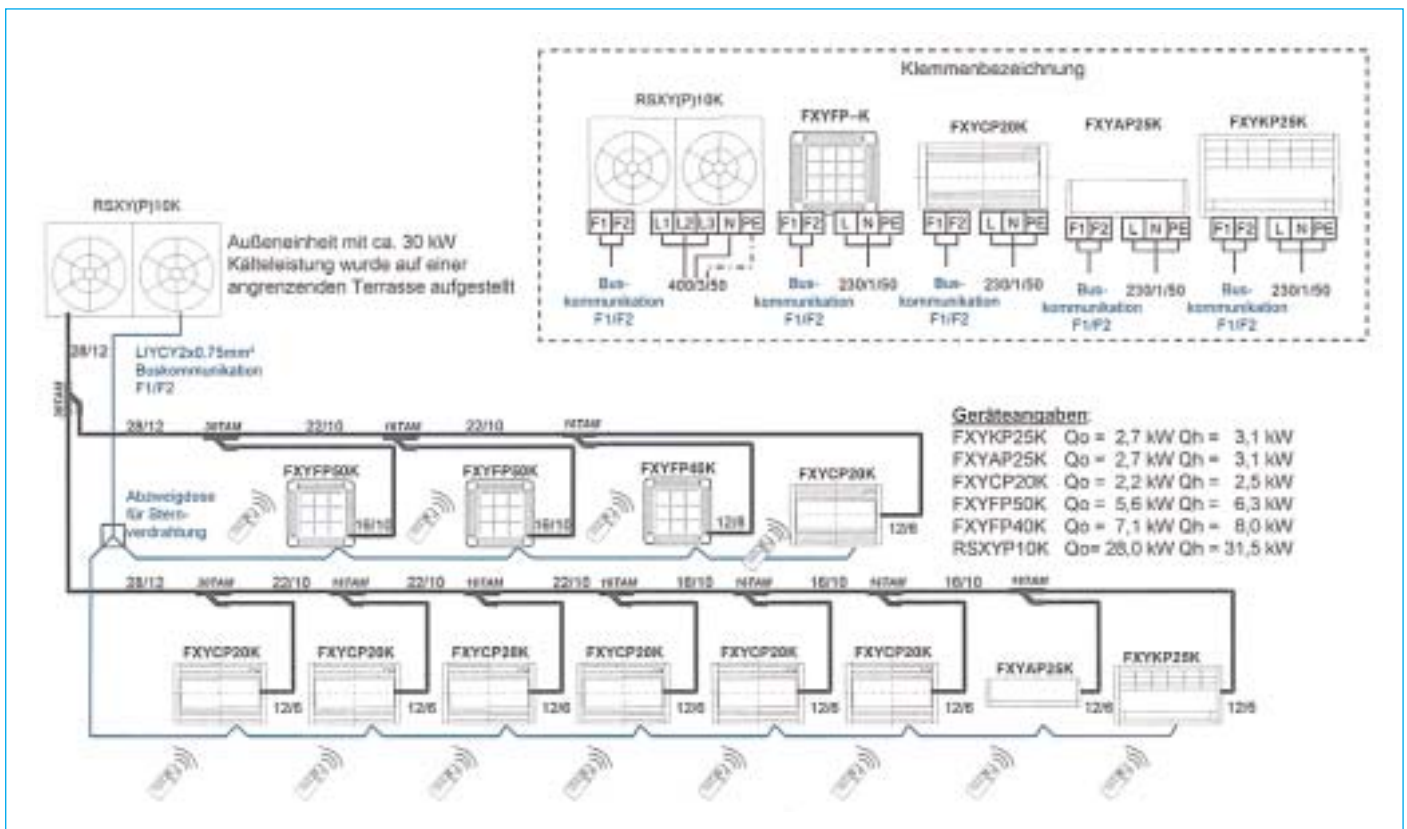 Klemmenbezeichnung
RSXY(P)10K
FXYFP-K
FXYCP20K
FXYAP25K
FXYKP25K
F1 F2 L1 L2 L3 N PE
F1 F2 L N PE
F1 F2 L N PE
F1 F2 L N PE
F1 F2 L N PE
Bus-
kommunikation
F1/F2
400/3/50
Bus-
kommunikation
F1/F2
230/1/50
Bus-
kommunikation
F1/F2
230/1/50
Bus-
kommunikation
F1/F2
230/1/50
Bus-
kommunikation
F1/F2
230/1/50
RSXY(P)10K
Außeneinheit mit ca. 30 kW
Kälteleistung wurde auf einer
angrenzenden Terrasse aufgestellt
28/12
LIYCY2x0.75mm²
Buskommunikation
F1/F2
28/12 22/10 22/10
FXYFP50K
FXYFP50K
FXYFP40K
FXYCP20K
16/10
16/10
12/6
12/6
Abzweigdose
für Stern-
verdrahtung
Geräteangaben:
FXYKP25K Qo = 2,7 kW Qh = 3,1 kW
FXYAP25K Qo = 2,7 kW Qh = 3,1 kW
FXYCP20K Qo = 2,2 kW Qh = 2,5 kW
FXYFP50K Qo = 5,6 kW Qh = 6,3 kW
FXYFP40K Qo = 7,1 kW Qh = 8,0 kW
RSXYP10K Qo= 28,0 kW Qh = 31,5 kW
28/12 22/10 22/10 22/10 16/10 16/10 16/10
FXYCP20K
FXYCP20K
FXYCP20K
FXYCP20K
FXYCP20K
FXYCP20K
FXYAP25K
FXYKP25K
12/6
12/6
12/6
12/6
12/6
12/6
12/6
12/6